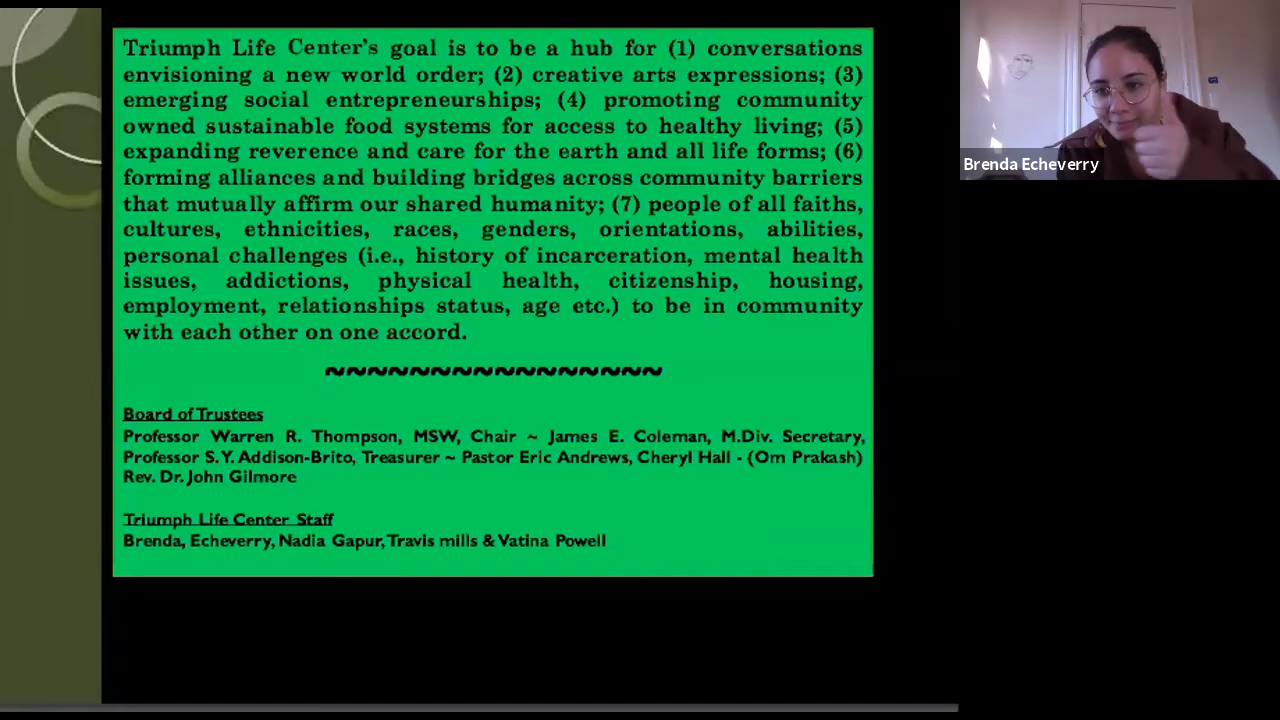 Triumph Life Center's goal is to be a hub for (1) conversations
envisioning a new world order; (2) creative arts expressions; (3)
emerging social entrepreneurships; (4) promoting community
owned sustainable food systems for access to healthy living; (5)
expanding reverence and care for the earth and all life forms; (6)
forming alliances and building bridges across community barriers
that mutually affirm our shared humanity; (7) people of all faiths,
cultures, ethnicities, races, genders, orientations, abilities,
personal challenges (i.e., history of incarceration, mental health
issues, addictions, physical health, citizenship, housing,
employment, relationships status, age etc.) to be in community
with each other on one accord.
~~~~~~~~~~~~~~~~
Board of Trustees
Professor Warren R. Thompson, MSW, Chair ~ James E. Coleman, M.Div. Secretary,
Professor S.Y. Addison-Brito, Treasurer ~ Pastor Eric Andrews, Cheryl Hall - (Om Prakash)
Rev. Dr. John Gilmore
Triumph Life Center Staff
Brenda, Echeverry, Nadia Gapur, Travis mills & Vatina Powell
Brenda Echeverry